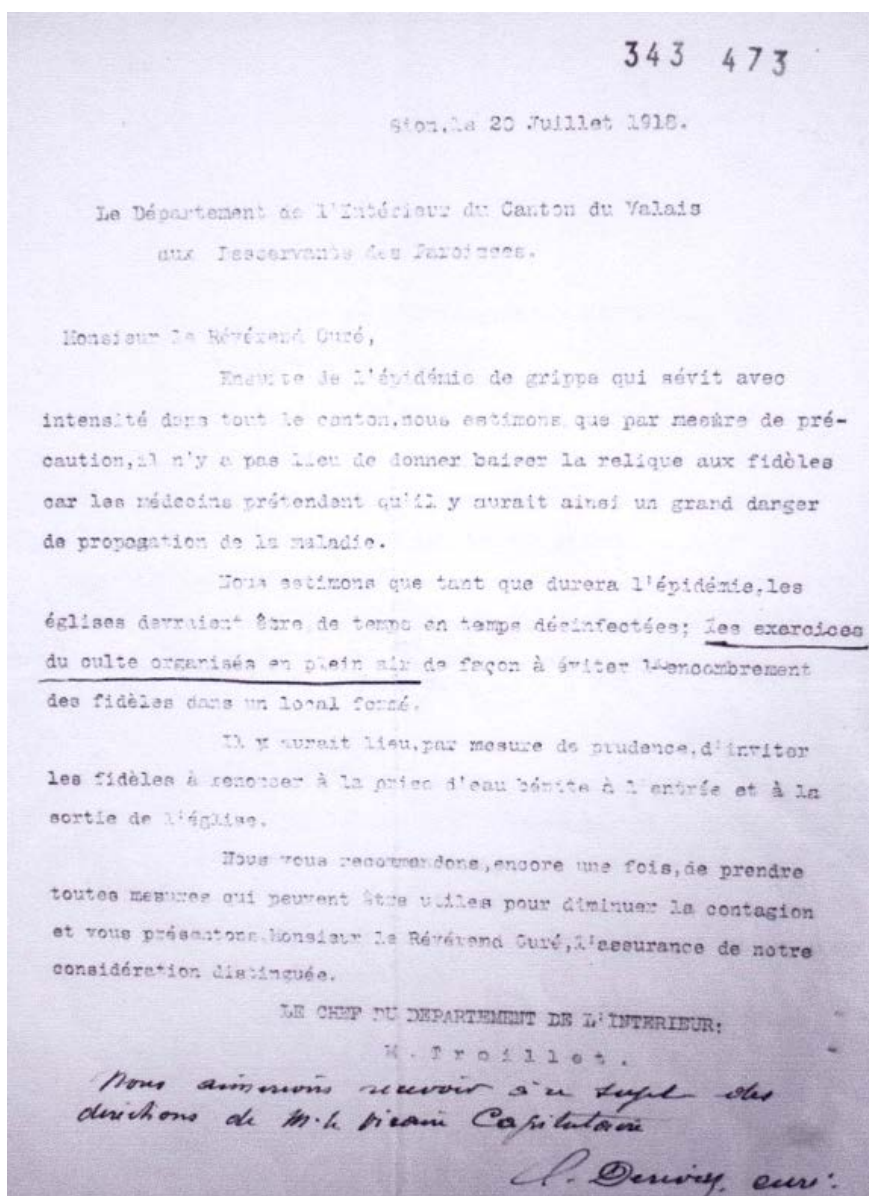 343 473
Sion, le 20 Juillet 1918.
Le Département de l'Intérieur du Canton du Valais
aux Desservants des Paroisses.
Monsieur le Révérend Curé,
Ensuite de l'épidémie de grippe qui sévit avec
intensité dans tout le canton, nous estimons que par mesure de pré-
caution, il n'y a pas lieu de donner baiser la relique aux fidèles
car les médecins prétendent qu'il y aurait ainsi un grand danger
de propogation de la maladie.
Nous estimons que tant que durera l'épidémie, les
églises devraient être de temps en temps désinfectées; les exercices
du culte organisés en plein air de façon à éviter l'encombrement
des fidèles dans un local fermé.
Il y aurait lieu, par mesure de prudence, d'inviter
les fidèles à renoncer à la prise d'eau bénite à l'entrée et à la
sortie de l'église.
Nous vous recommandons, encore une fois, de prendre
toutes mesures qui peuvent être utiles pour diminuer la contagion
et vous présentons, Monsieur le Révérend Curé, l'assurance de notre
considération distinguée.
LE CHEF DU DEPARTEMENT DE L'INTERIEUR:
M. Troillet.
Nous aimerions recevoir à ce sujet des
directions de M. le Vicaire Capitulaire
curé.